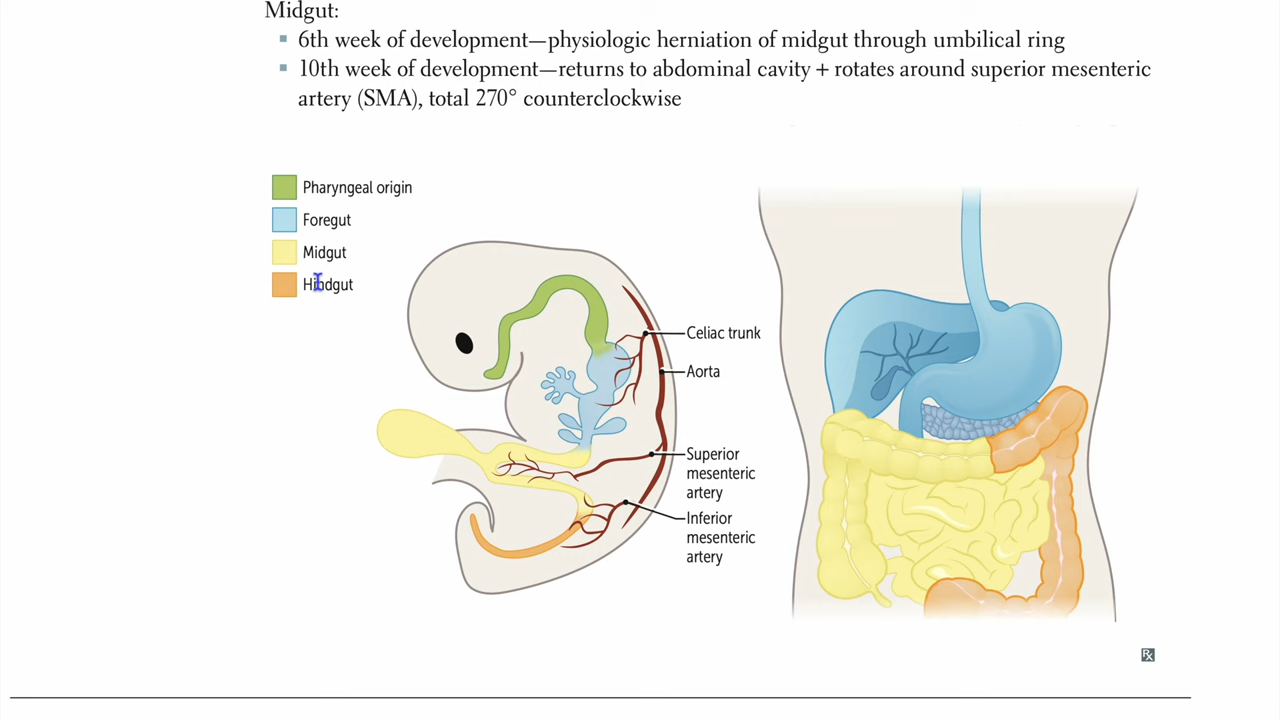 Midgut:
▪ 6th week of development—physiologic herniation of midgut through umbilical ring
▪ 10th week of development—returns to abdominal cavity + rotates around superior mesenteric
artery (SMA), total 270° counterclockwise
Pharyngeal origin
Foregut
Midgut
Hindgut
Celiac trunk
Aorta
Superior
mesenteric
artery
Inferior
mesenteric
artery
Rx